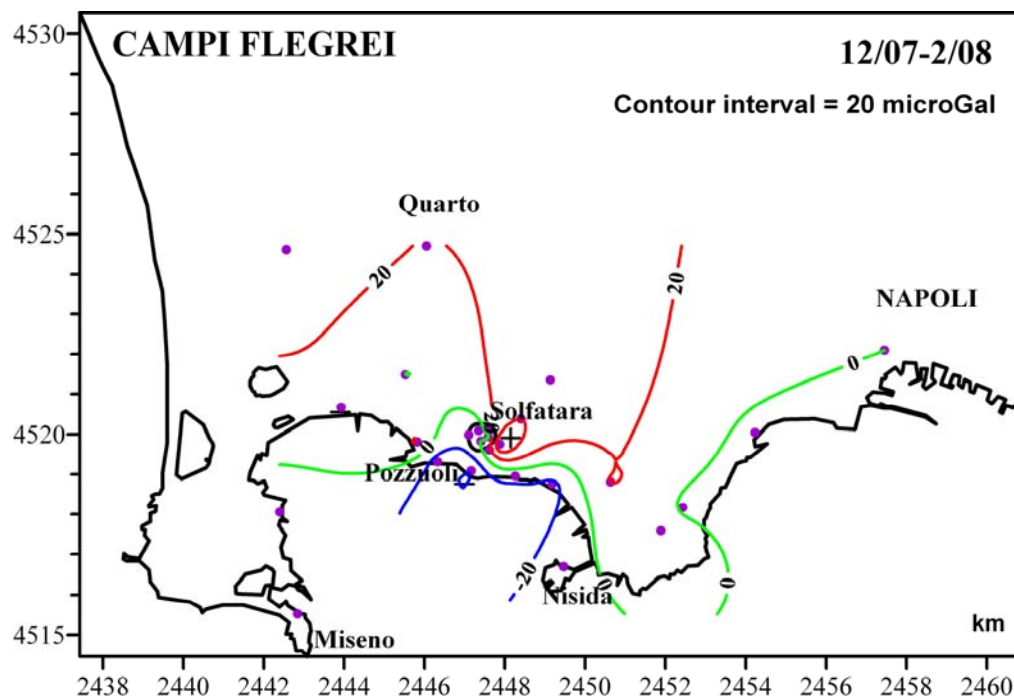 4530
CAMPI FLEGREI
12/07-2/08
Contour interval = 20 microGal
Quarto
4525
20
20
NAPOLI
0
Solfatara
20
4520
0
Pozzuoli
-20
0
0
Nisida
4515
Miseno
km
2438 2440 2442 2444 2446 2448 2450 2452 2454 2456 2458 2460